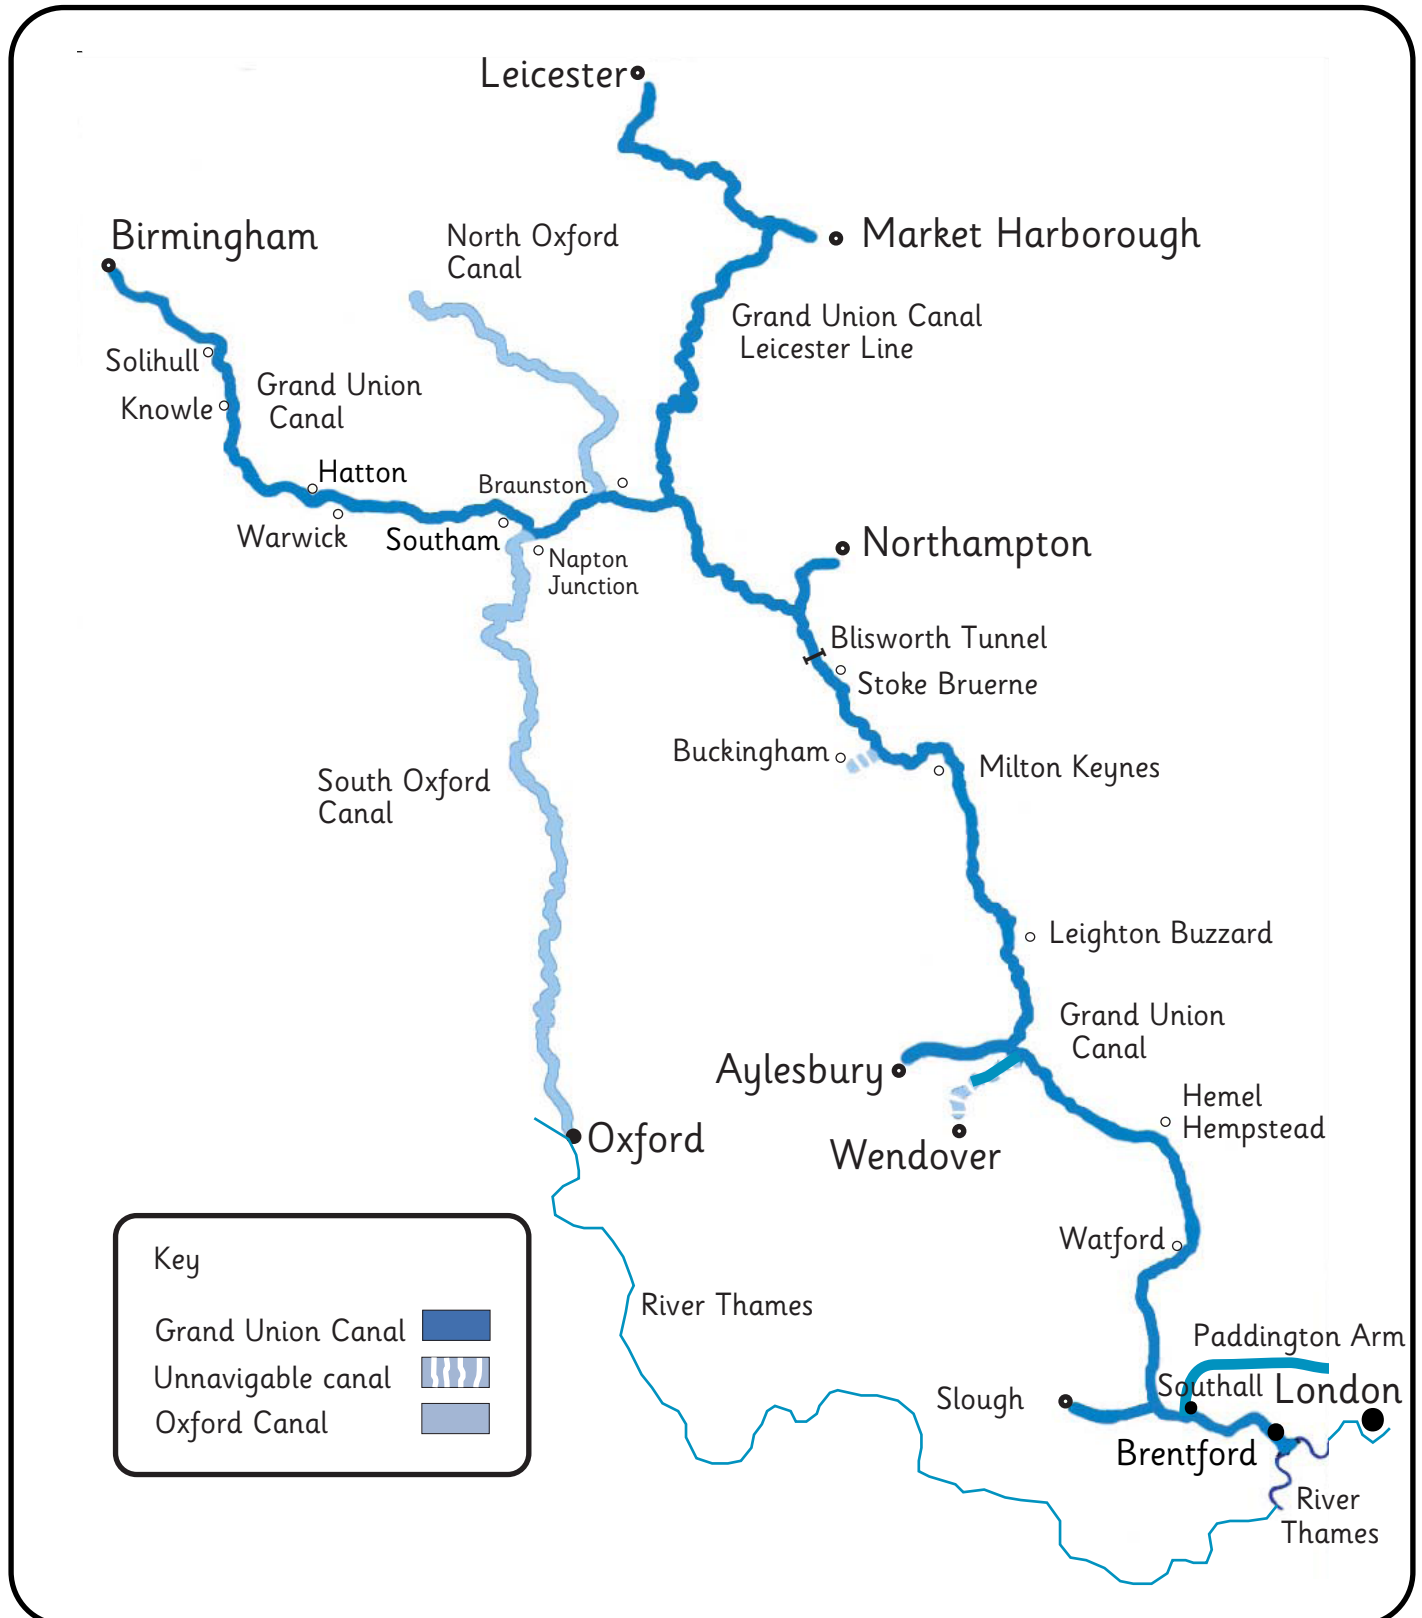 Leicester
Birmingham
North Oxford
Canal
Market Harborough
Grand Union Canal
Leicester Line
Solihull
Grand Union
Canal
Knowle
Hatton
Braunston
Warwick
Southam
Napton
Junction
Northampton
Blisworth Tunnel
Stoke Bruerne
Buckingham
Milton Keynes
South Oxford
Canal
Leighton Buzzard
Grand Union
Canal
Aylesbury
Hemel
Hempstead
Oxford
Wendover
Watford
Key
Grand Union Canal
Unnavigable canal
Oxford Canal
River Thames
Paddington Arm
Slough
Southall
London
Brentford
River
Thames